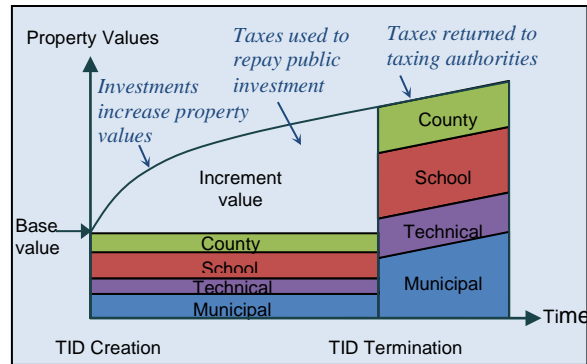 Property Values
Taxes used to
repay public
investment
Taxes returned to
taxing authorities
Investments
increase property
values
County
School
Technical
Municipal
Increment
value
Base
value
County
School
Technical
Municipal
Time
TID Creation
TID Termination